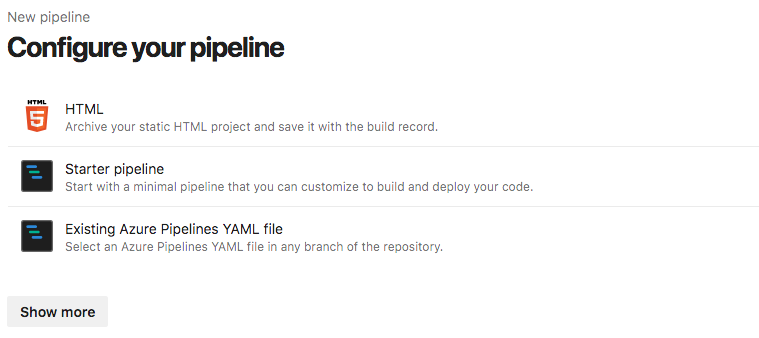 New pipeline
Configure your pipeline
HTML
5
HTML
Archive your static HTML project and save it with the build record.
Starter pipeline
Start with a minimal pipeline that you can customize to build and deploy your code.
Existing Azure Pipelines YAML file
Select an Azure Pipelines YAML file in any branch of the repository.
Show more